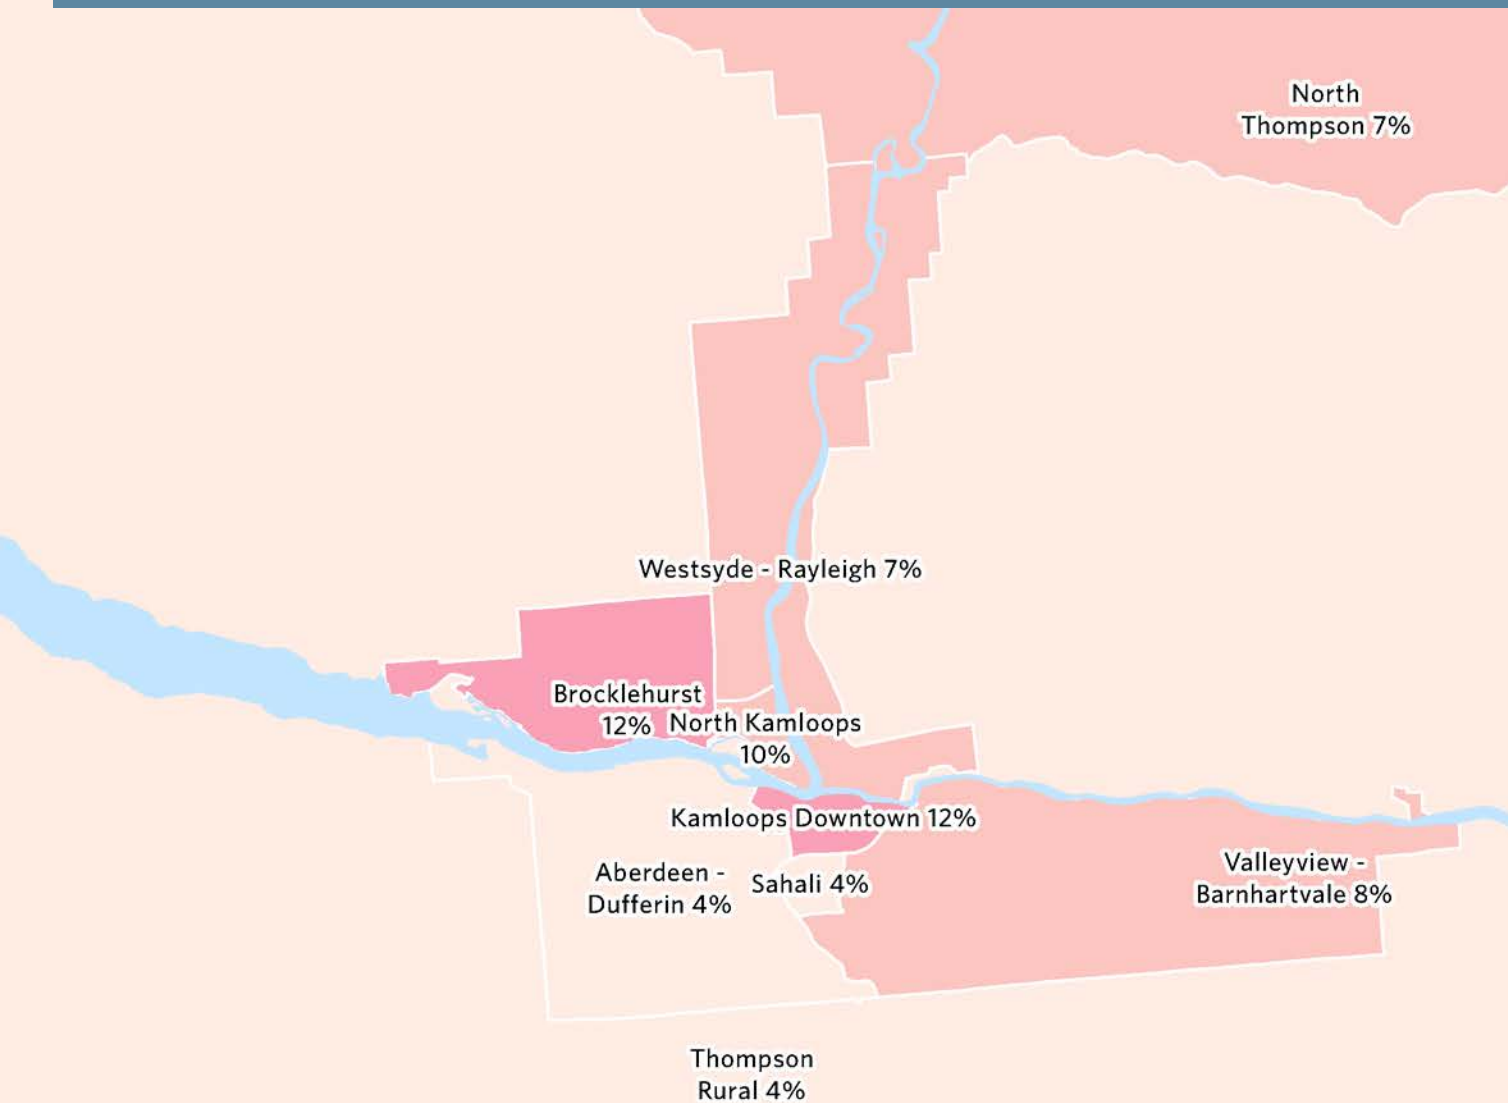 North
Thompson 7%
Westsyde - Rayleigh 7%
Brocklehurst
12%
North Kamloops
10%
Kamloops Downtown 12%
Aberdeen -
Dufferin 4%
Sahali 4%
Valleyview -
Barnhartvale 8%
Thompson
Rural 4%